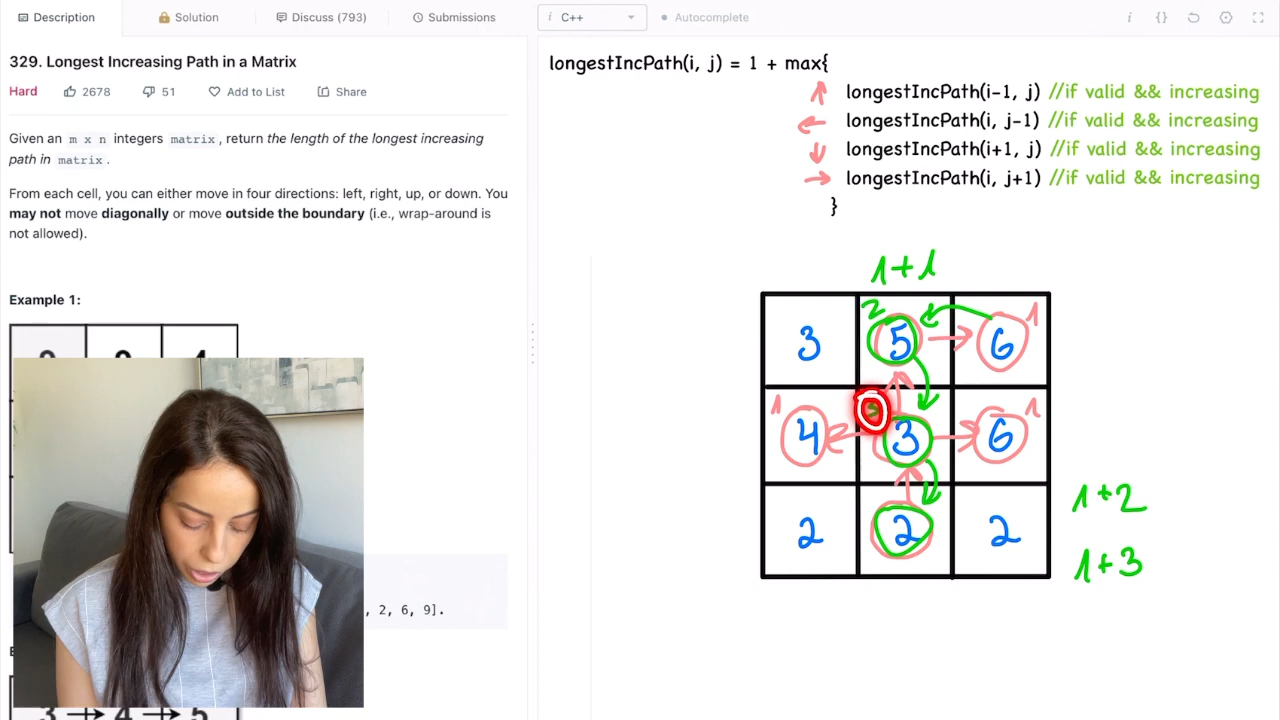 Description Solution Discuss (793) Submissions i C++ Autocomplete i {}
329. Longest Increasing Path in a Matrix
Hard 2678 51 Add to List Share
Given an m x n integers matrix, return the length of the longest increasing
path in matrix.
From each cell, you can either move in four directions: left, right, up, or down. You
may not move diagonally or move outside the boundary (i.e., wrap-around is
not allowed).
Example 1:
, 2, 6, 9].
3 4 5
longestIncPath(i, j) = 1 + max{
longestIncPath(i-1, j) //if valid && increasing
longestIncPath(i, j-1) //if valid && increasing
longestIncPath(i+1, j) //if valid && increasing
longestIncPath(i, j+1) //if valid && increasing
}
1+1
2 1
3 5 6
1 1
4 3 6
2 2 2
1+2
1+3